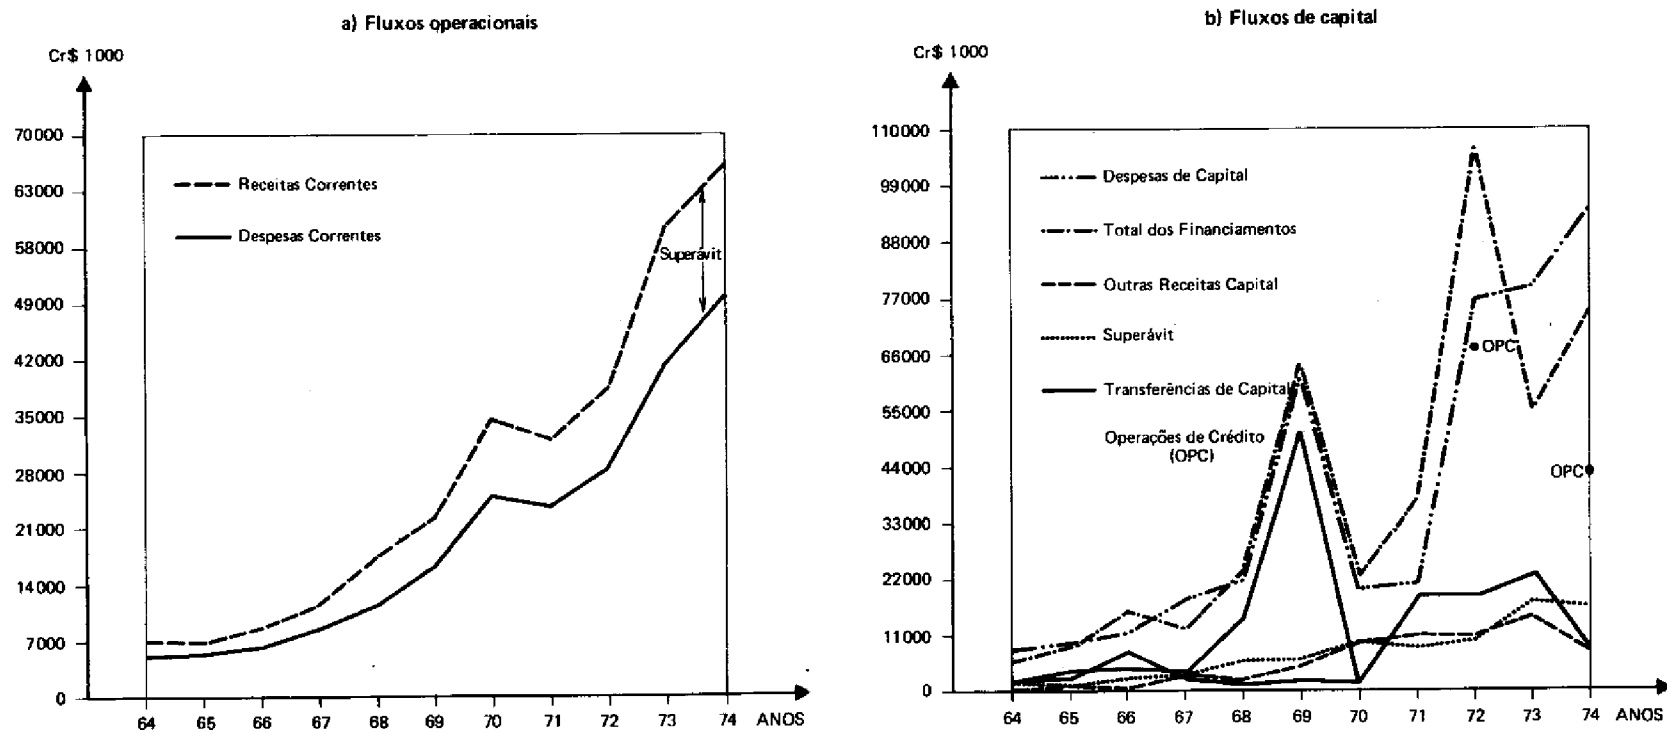 a) Fluxos operacionais
Cr$ 1000
70000
63000
58000
49000
42000
35000
28000
21000
14000
7000
0
Receitas Correntes
Despesas Correntes
Superávit
64 65 66 67 68 69 70 71 72 73 74 ANOS
b) Fluxos de capital
Cr$ 1000
110000
99000
88000
77000
66000
56000
44000
33000
22000
11000
0
Despesas de Capital
Total dos Financiamentos
Outras Receitas Capital
Superávit
Transferências de Capital
Operações de Crédito
(OPC)
OPC
OPC
64 65 66 67 68 69 70 71 72 73 74 ANOS